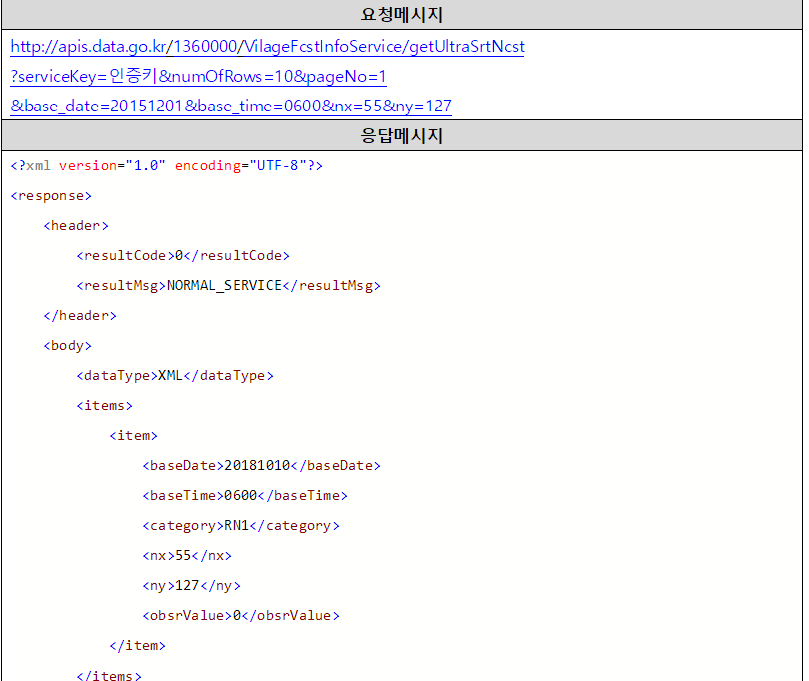 요청메시지
http://apis.data.go.kr/1360000/VilageFcstInfoService/getUltraSrtNcst
?serviceKey=인증키&numOfRows=10&pageNo=1
&base_date=20151201&base_time=0600&nx=55&ny=127
응답메시지
<?xml version="1.0" encoding="UTF-8"?>
<response>
<header>
<resultCode>0</resultCode>
<resultMsg>NORMAL_SERVICE</resultMsg>
</header>
<body>
<dataType>XML</dataType>
<items>
<item>
<baseDate>20181010</baseDate>
<baseTime>0600</baseTime>
<category>RN1</category>
<nx>55</nx>
<ny>127</ny>
<obsrValue>0</obsrValue>
</item>
</items>